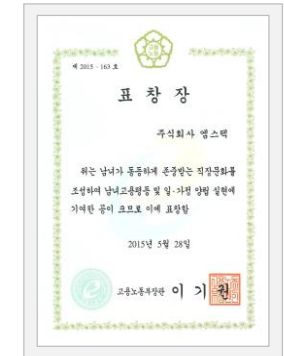 제 2015 - 163 호
표 창 장
주식회사 엠스텍
귀는 남녀가 동등하게 존중받는 직장문화를
조성하여 남녀고용평등 및 일·가정 양립 실현에
기여한 공이 크므로 이에 표창함
2015년 5월 28일
고용노동부장관 이 기 권